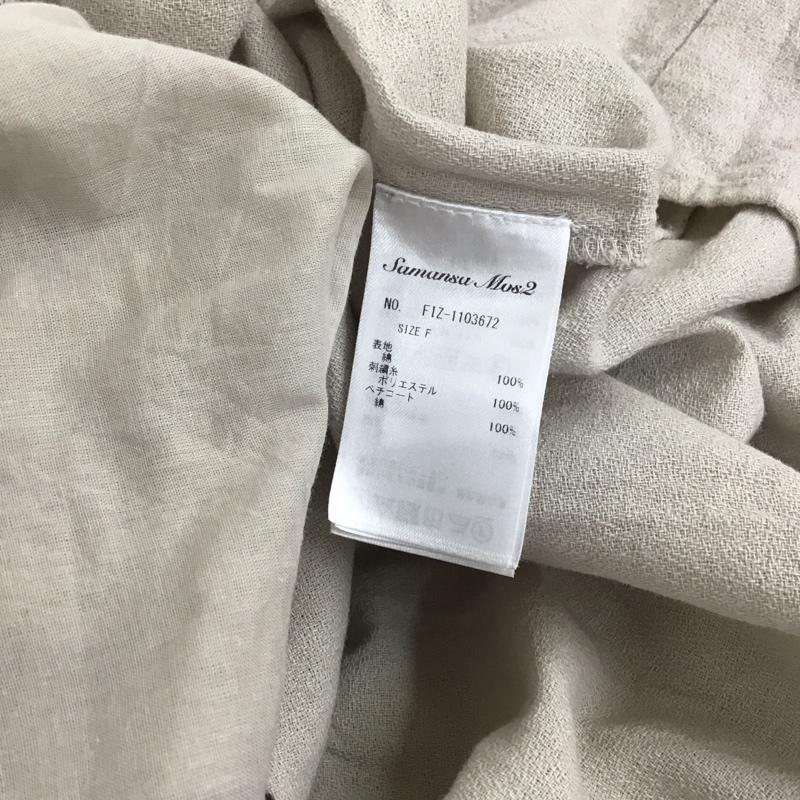 Samansa Mos2
NO. FIZ-1103672
SIZE F
表地
綿 100%
刺繍糸
ポリエステル 100%
ペチコート
綿 100%